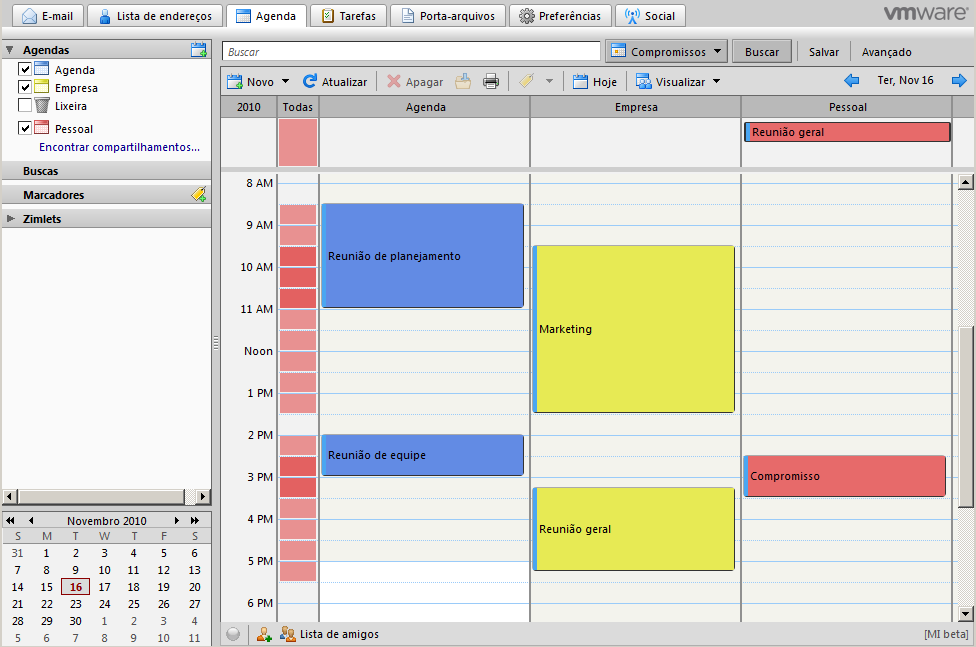 E-mail Lista de endereços Agenda Tarefas Porta-arquivos Preferências Social vmware®
Agendas
Agenda
Empresa
Lixeira
Pessoal
Encontrar compartilhamentos...
Buscas
Marcadores
Zimlets
Buscar Compromissos Buscar Salvar Avançado
Novo Atualizar Apagar Hoje Visualizar Ter, Nov 16
2010 Todas Agenda Empresa Pessoal
Reunião geral
8 AM
9 AM
Reunião de planejamento
10 AM
11 AM
Marketing
Noon
1 PM
2 PM
Reunião de equipe
Compromisso
3 PM
4 PM
Reunião geral
5 PM
6 PM
Novembro 2010
S M T W T F S
31 1 2 3 4 5 6
7 8 9 10 11 12 13
14 15 16 17 18 19 20
21 22 23 24 25 26 27
28 29 30 1 2 3 4
5 6 7 8 9 10 11
Lista de amigos [MI beta]